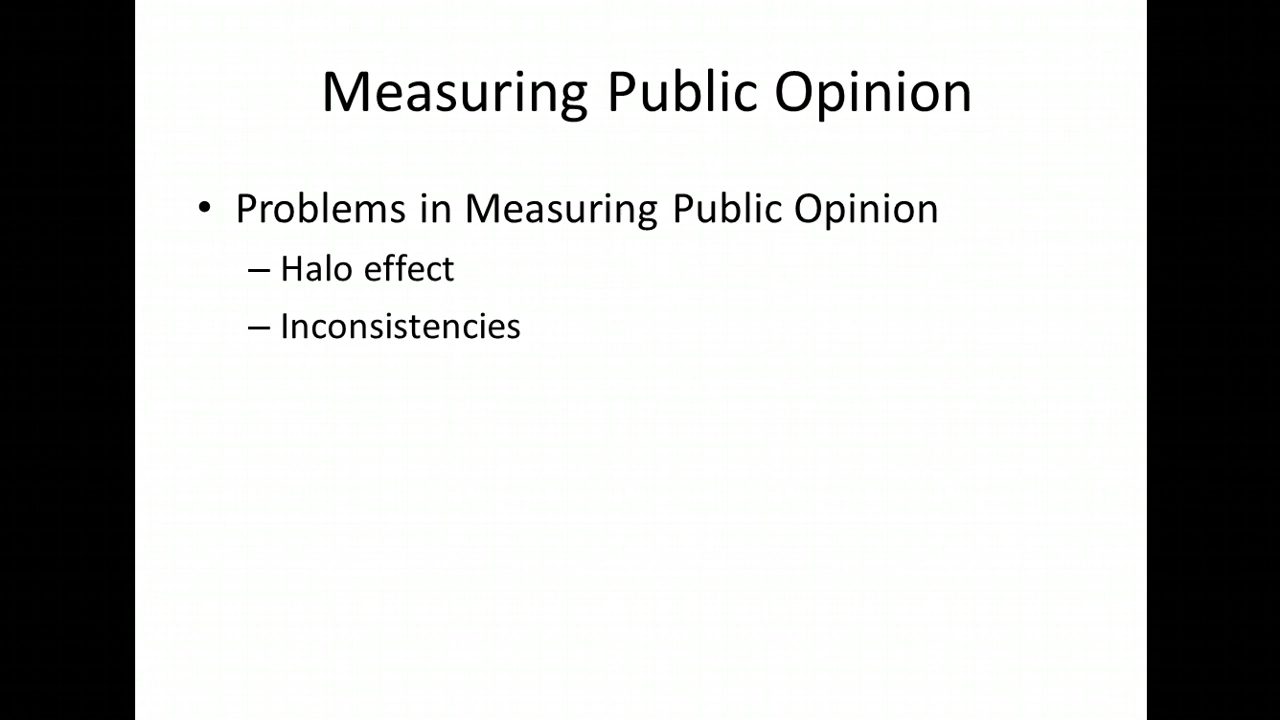 Measuring Public Opinion
• Problems in Measuring Public Opinion
– Halo effect
– Inconsistencies